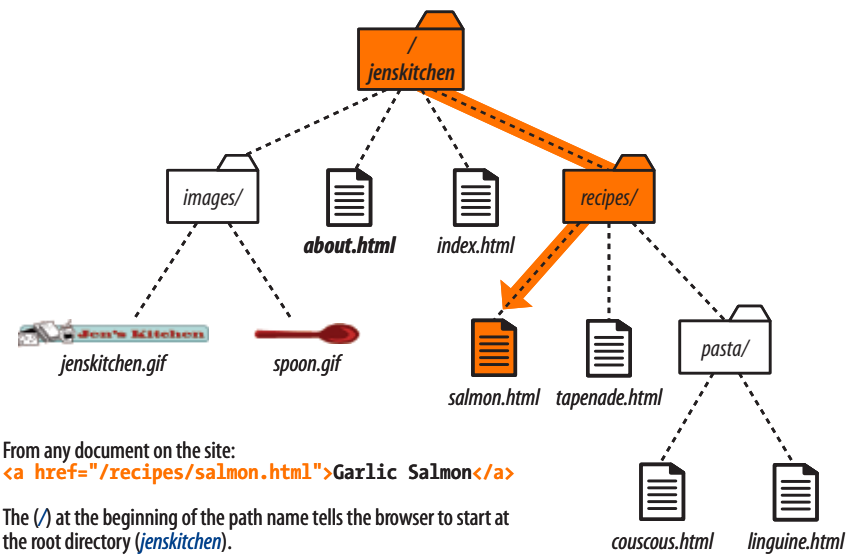 /
jenskitchen
images/
about.html
index.html
recipes/
Jen's Kitchen
jenskitchen.gif
spoon.gif
salmon.html
tapenade.html
pasta/
From any document on the site:
<a href="/recipes/salmon.html">Garlic Salmon</a>
The (/) at the beginning of the path name tells the browser to start at
the root directory (jenskitchen).
couscous.html
linguine.html